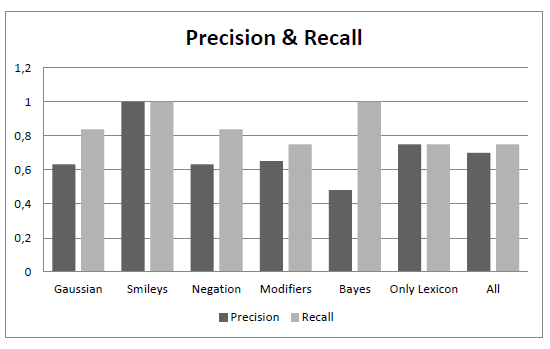 Precision & Recall
1,2
1
0,8
0,6
0,4
0,2
0
Gaussian Smileys Negation Modifiers Bayes Only Lexicon All
Precision Recall